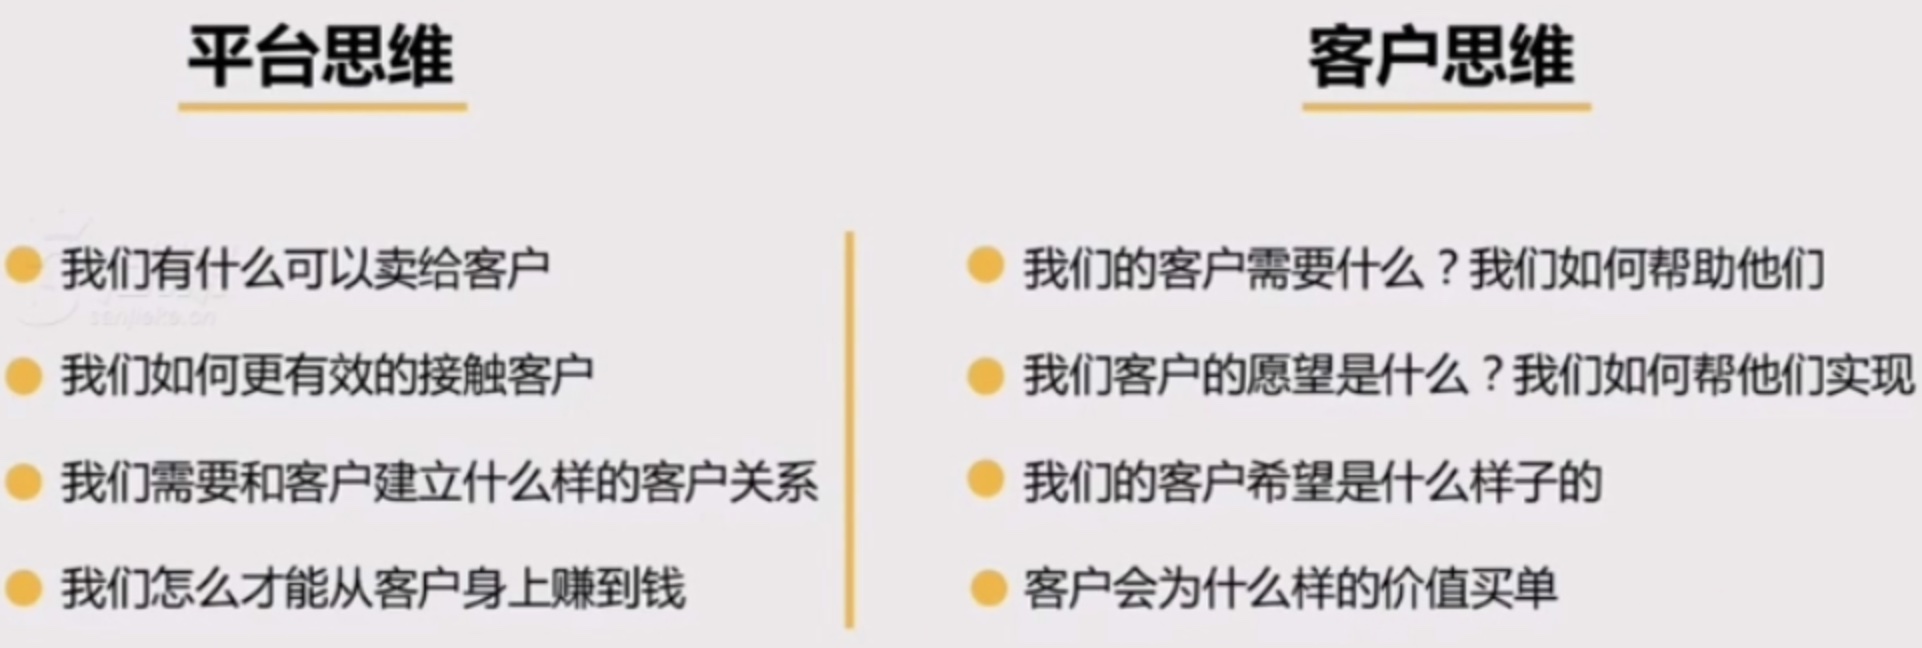 平台思维
我们有什么可以卖给客户
我们如何更有效的接触客户
我们需要和客户建立什么样的客户关系
我们怎么才能从客户身上赚到钱
客户思维
我们的客户需要什么？我们如何帮助他们
我们客户的愿望是什么？我们如何帮他们实现
我们的客户希望是什么样子的
客户会为什么样的价值买单
sanjieke.cn